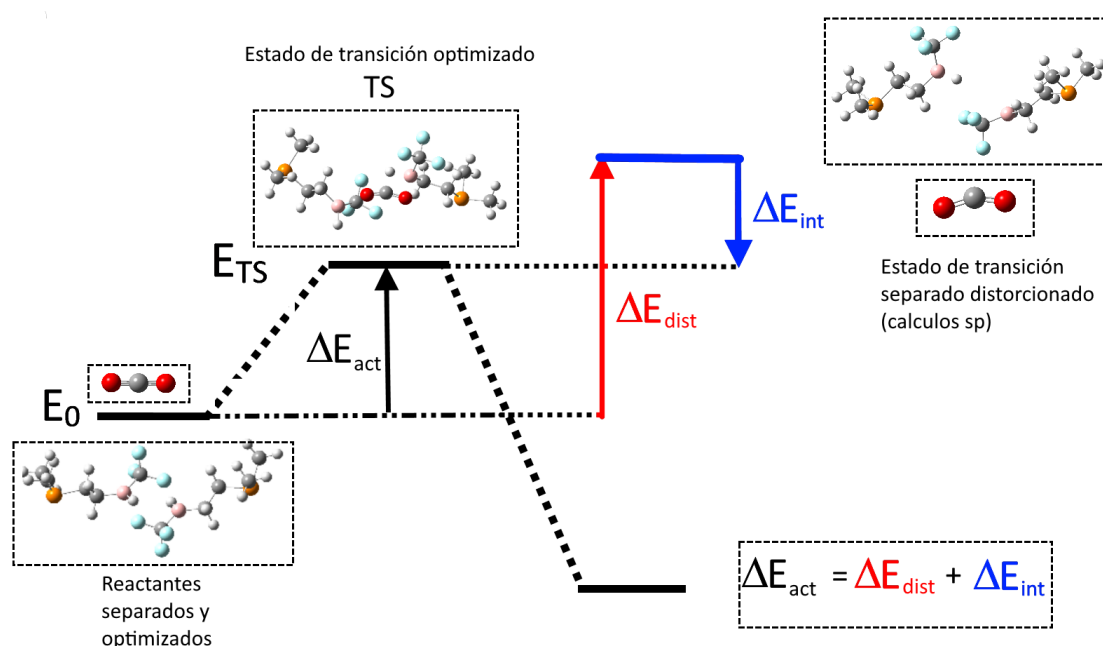 Estado de transición optimizado
TS
E_TS
ΔE_act
E_0
ΔE_dist
ΔE_int
Estado de transición
separado distorcionado
(calculos sp)
Reactantes
separados y
optimizados
ΔE_act = ΔE_dist + ΔE_int